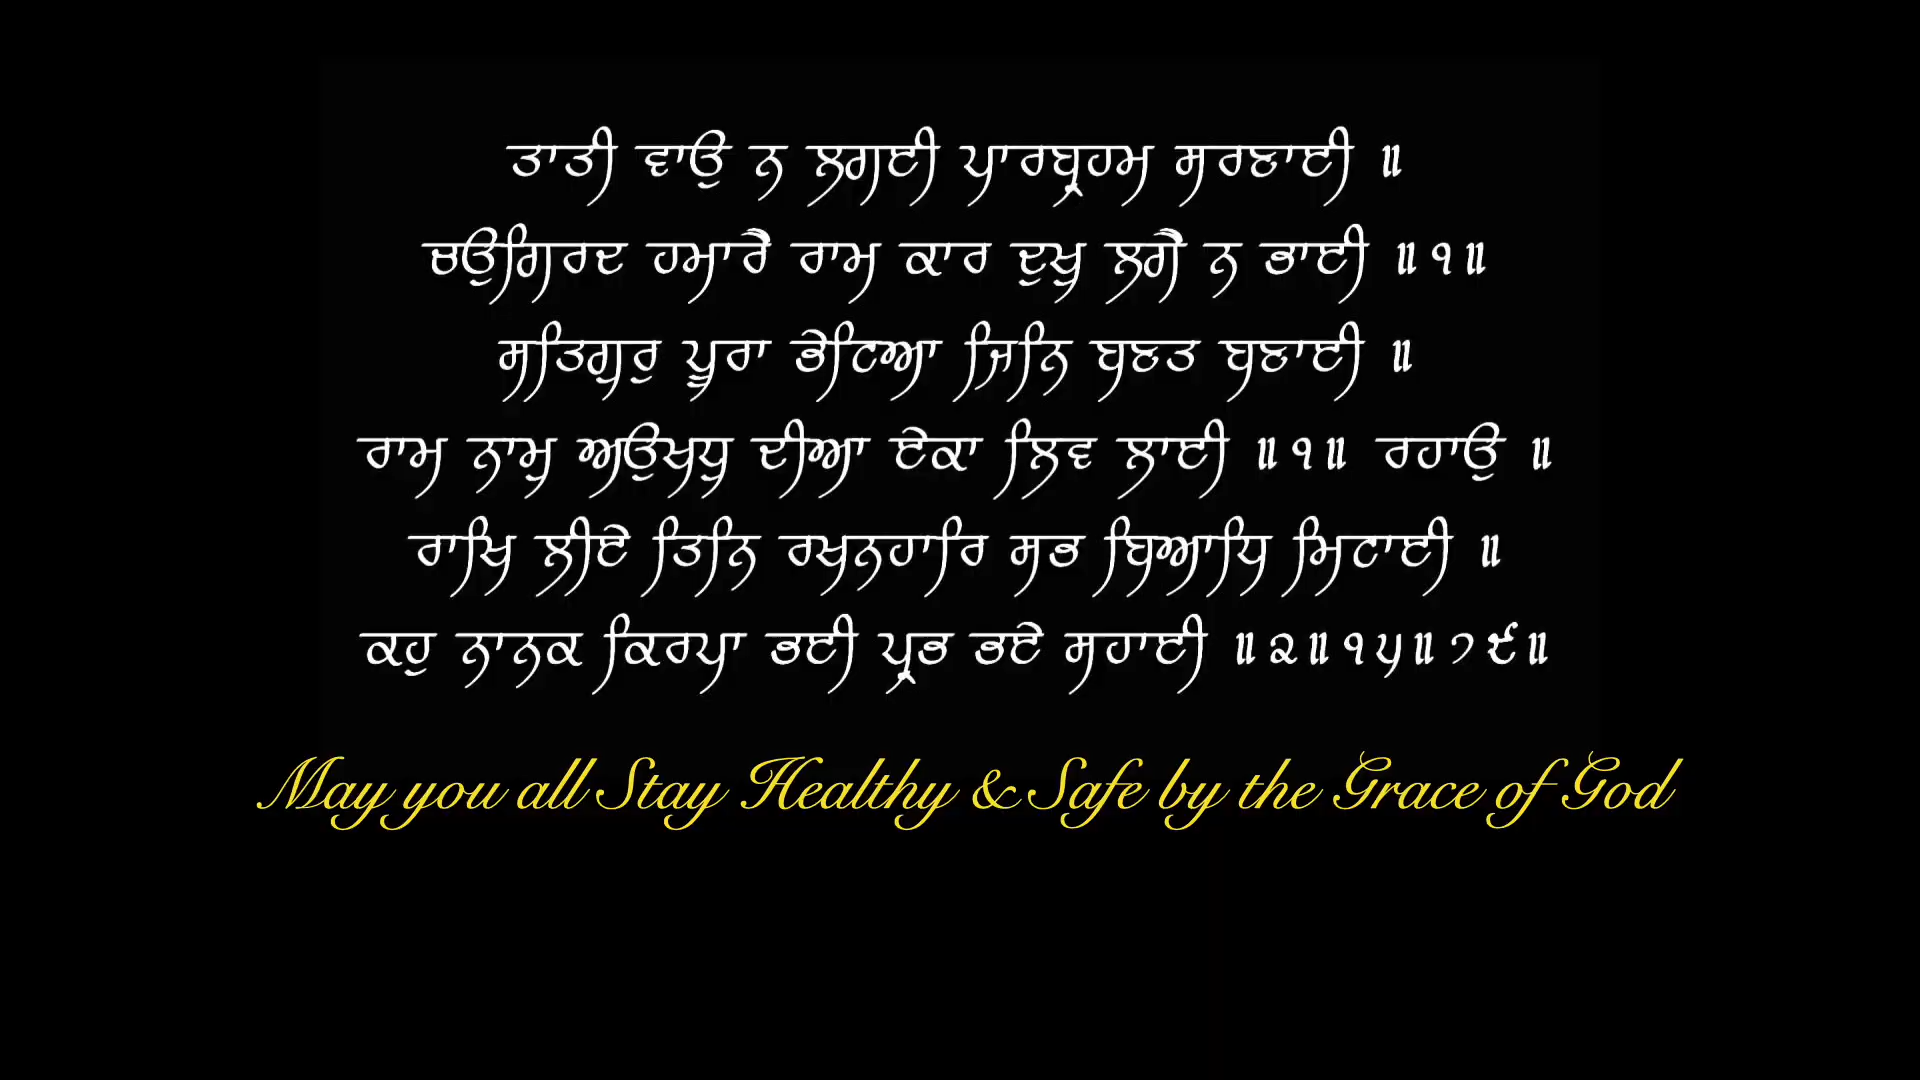 ਤਾਤੀ ਵਾਉ ਨ ਲਗਈ ਪਾਰਬ੍ਰਹਮ ਸਰਣਾਈ ॥
ਚਉਗਿਰਦ ਹਮਾਰੈ ਰਾਮ ਕਾਰ ਦੁਖੁ ਲਗੈ ਨ ਭਾਈ ॥੧॥
ਸਤਿਗੁਰੁ ਪੂਰਾ ਭੇਟਿਆ ਜਿਨਿ ਬਣਤ ਬਣਾਈ ॥
ਰਾਮ ਨਾਮੁ ਅਉਖਧੁ ਦੀਆ ਏਕਾ ਲਿਵ ਲਾਈ ॥੧॥ ਰਹਾਉ ॥
ਰਾਖਿ ਲੀਏ ਤਿਨਿ ਰਖਨਹਾਰਿ ਸਭ ਬਿਆਧਿ ਮਿਟਾਈ ॥
ਕਹੁ ਨਾਨਕ ਕਿਰਪਾ ਭਈ ਪ੍ਰਭ ਭਏ ਸਹਾਈ ॥੨॥੧੫॥੭੯॥
May you all Stay Healthy & Safe by the Grace of God